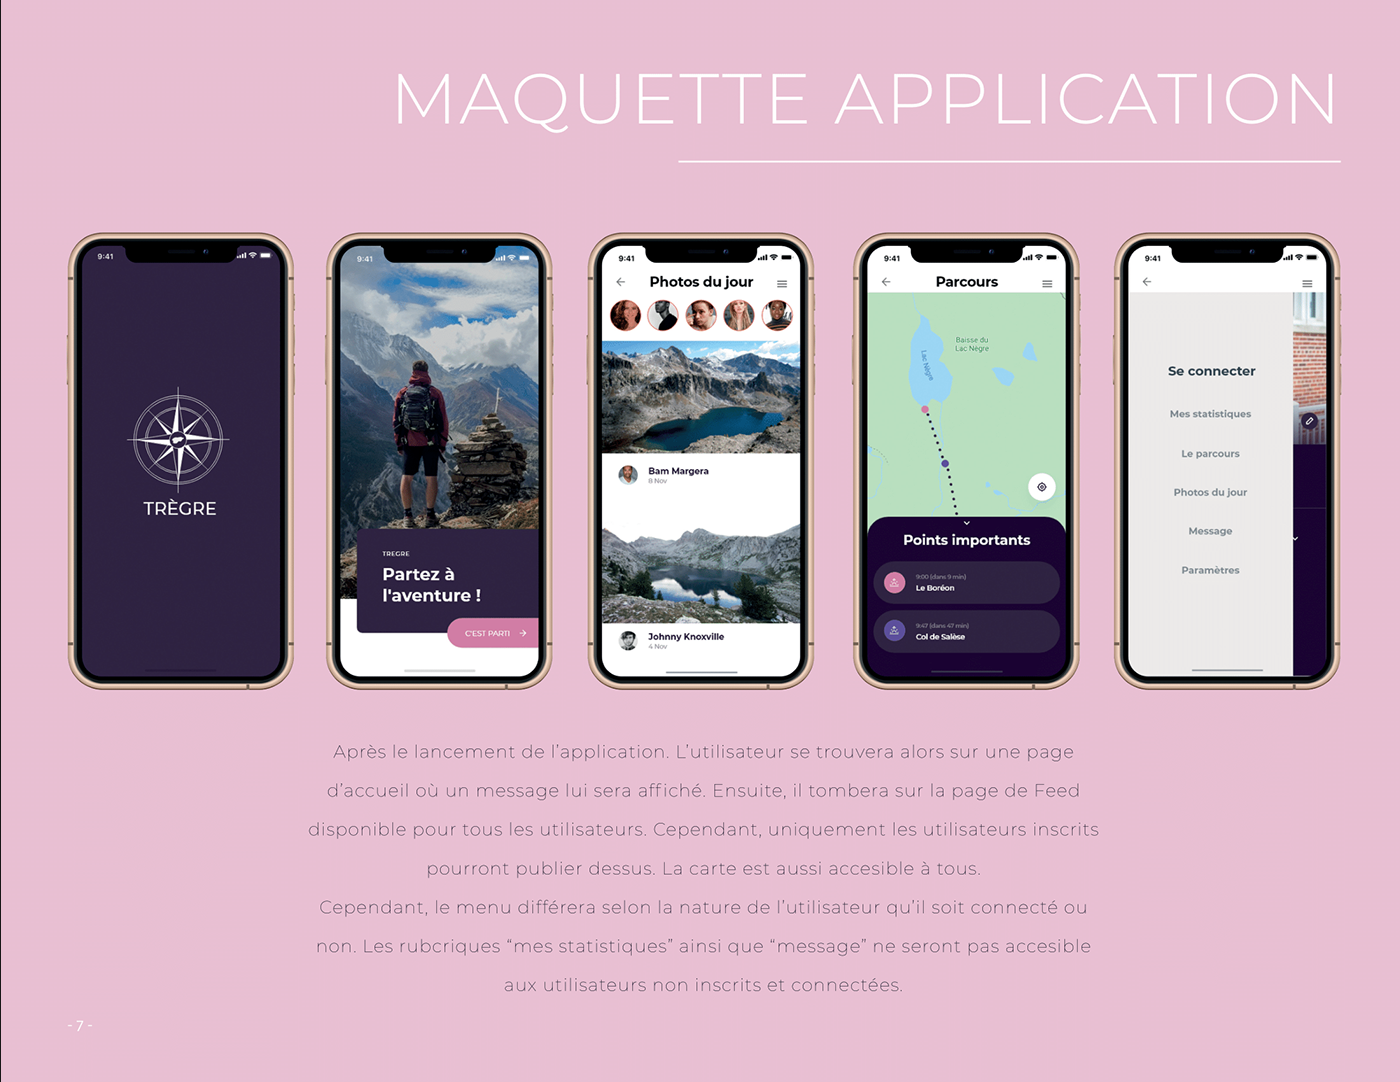 MAQUETTE APPLICATION
9:41
TRÈGRE
9:41
TREGRE
Partez à
l'aventure !
C'EST PARTI
9:41
Photos du jour
Bam Margera
8 Nov
Johnny Knoxville
4 Nov
9:41
Parcours
Baisse du
Lac Nègre
Lac Nègre
Points importants
9:00 (dans 9 min)
Le Boréon
9:47 (dans 47 min)
Col de Salèse
9:41
Se connecter
Mes statistiques
Le parcours
Photos du jour
Message
Paramètres
Après le lancement de l'application. L'utilisateur se trouvera alors sur une page
d'accueil où un message lui sera affiché. Ensuite, il tombera sur la page de Feed
disponible pour tous les utilisateurs. Cependant, uniquement les utilisateurs inscrits
pourront publier dessus. La carte est aussi accesible à tous.
Cependant, le menu différera selon la nature de l'utilisateur qu'il soit connecté ou
non. Les rubcriques “mes statistiques” ainsi que “message” ne seront pas accesible
aux utilisateurs non inscrits et connectées.
- 7 -